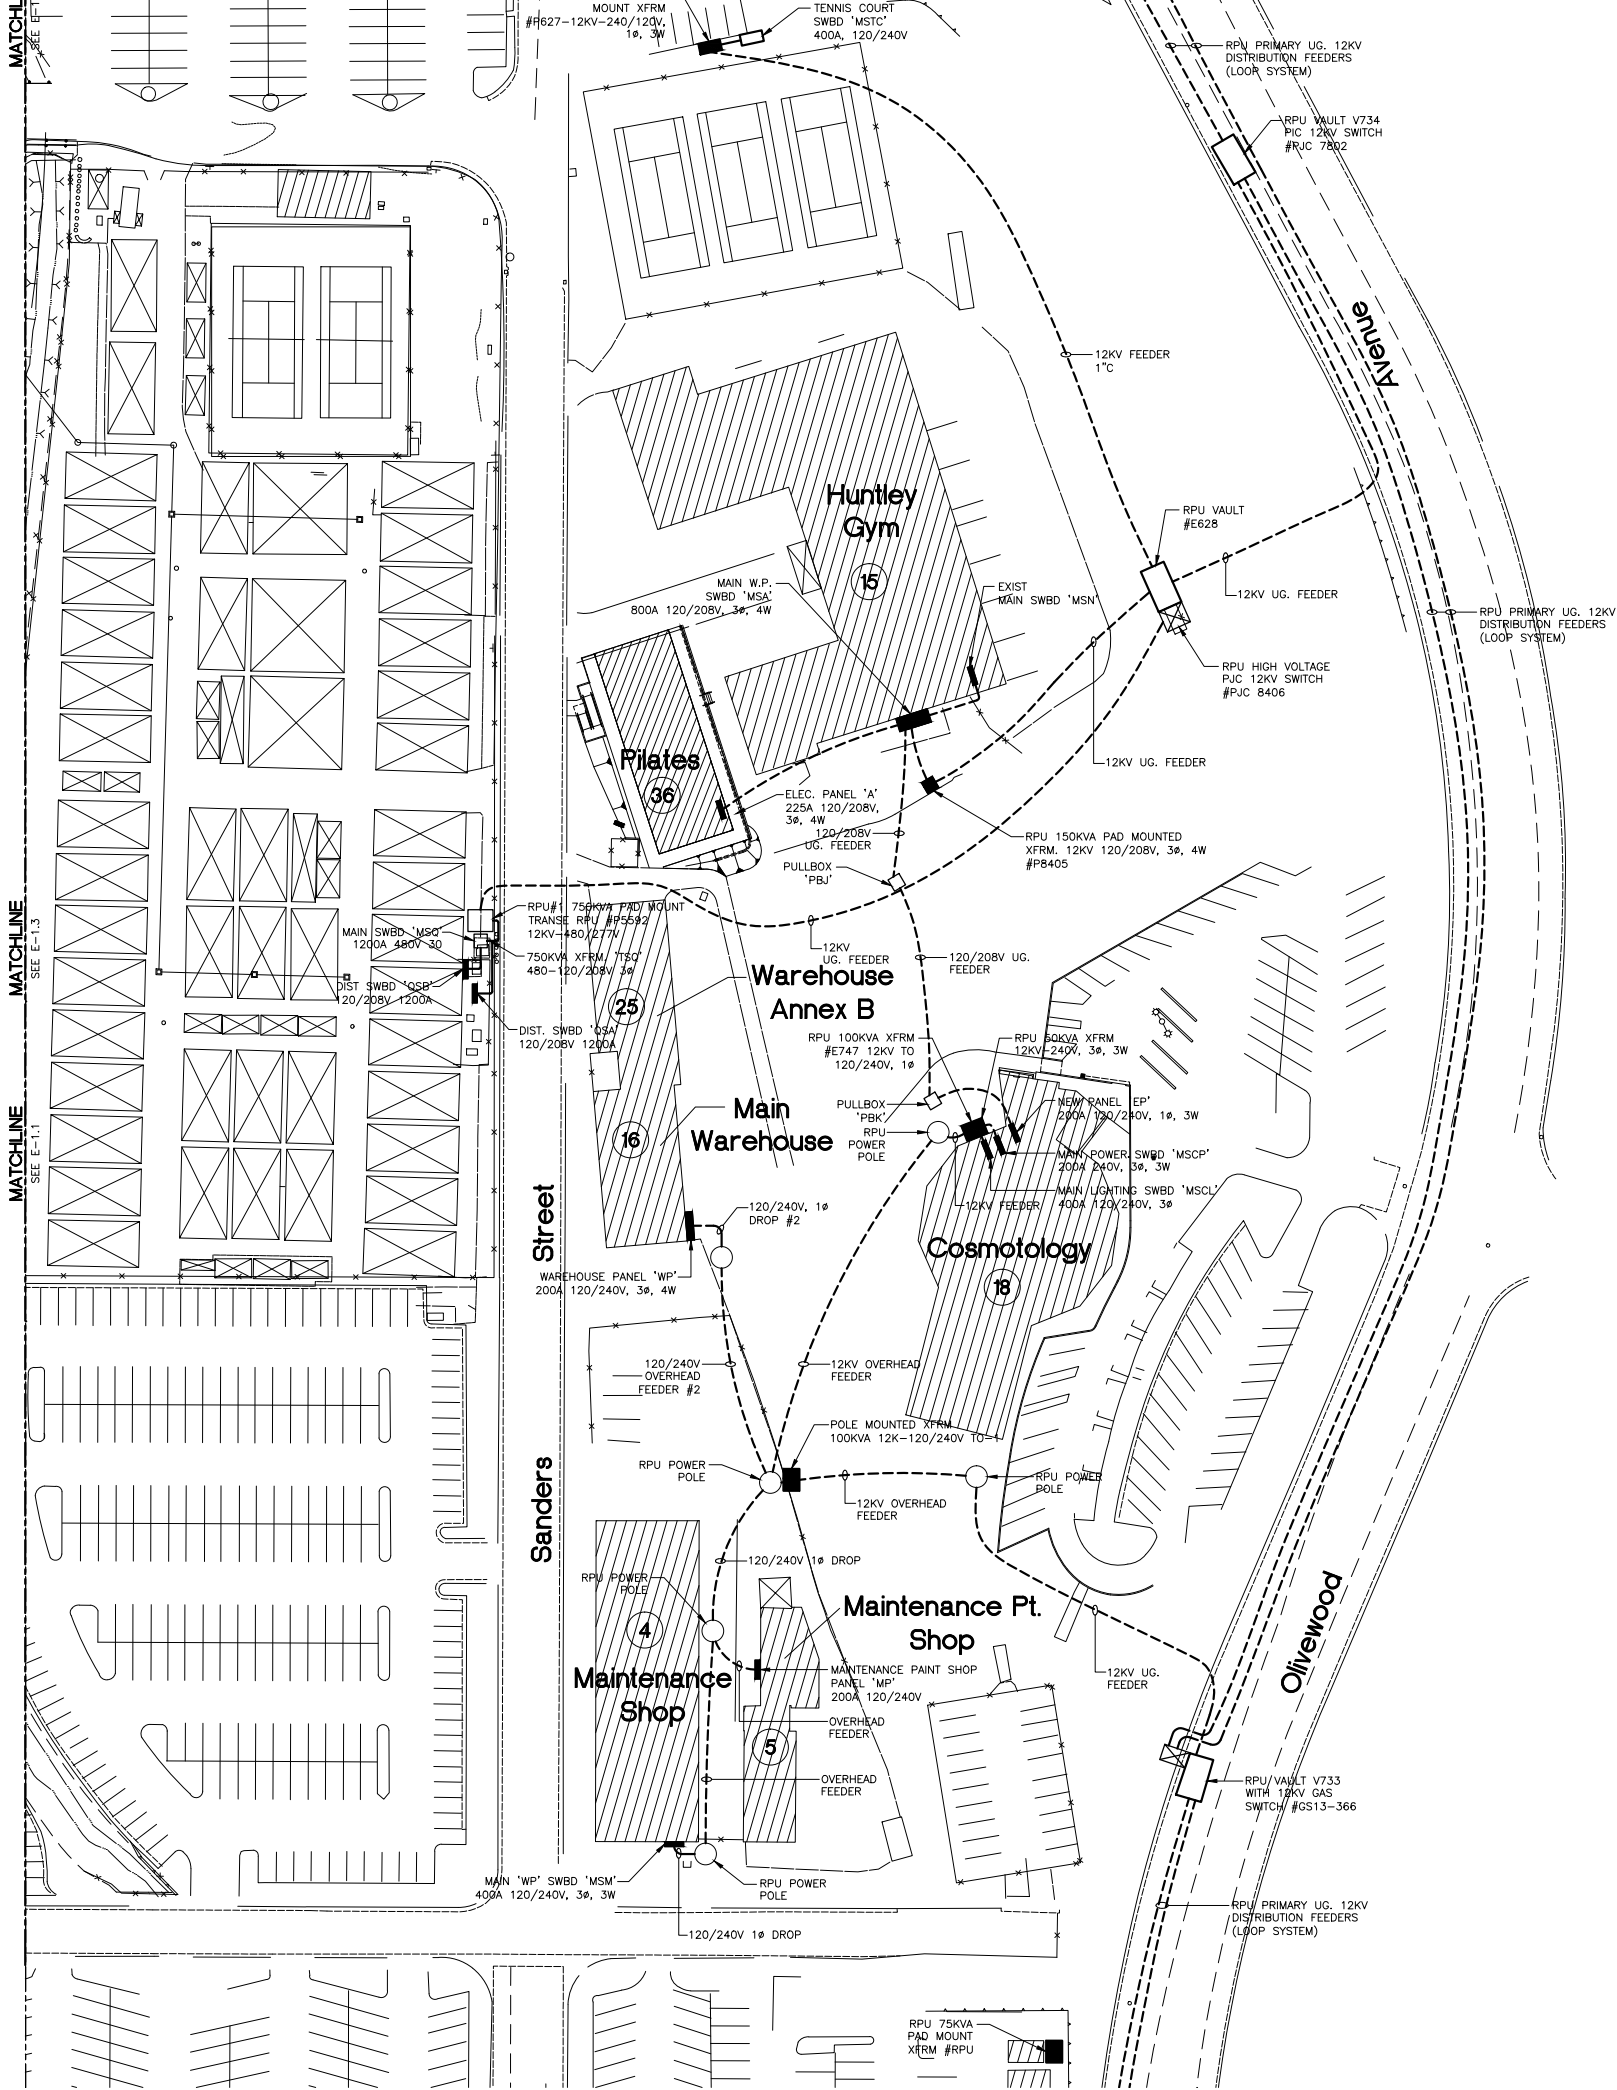 MATCHLINE
SEE E-1
MOUNT XFRM
#P627-12KV-240/120V,
1ø, 3W
TENNIS COURT
SWBD 'MSTC'
400A, 120/240V
RPU PRIMARY UG. 12KV
DISTRIBUTION FEEDERS
(LOOP SYSTEM)
RPU VAULT V734
PIC 12KV SWITCH
#PJC 7802
Avenue
12KV FEEDER
1"C
Huntley
Gym
15
RPU VAULT
#E628
MAIN W.P.
SWBD 'MSA'
800A 120/208V, 3ø, 4W
EXIST
MAIN SWBD 'MSN'
12KV UG. FEEDER
RPU PRIMARY UG. 12KV
DISTRIBUTION FEEDERS
(LOOP SYSTEM)
RPU HIGH VOLTAGE
PJC 12KV SWITCH
#PJC 8406
Pilates
36
12KV UG. FEEDER
ELEC. PANEL 'A'
225A 120/208V,
3ø, 4W
120/208V
UG. FEEDER
RPU 150KVA PAD MOUNTED
XFRM. 12KV 120/208V, 3ø, 4W
#P8405
PULLBOX
'PBJ'
MATCHLINE
SEE E-1.3
RPU#1 750KVA PAD MOUNT
TRANSF RPU #P5592
12KV-480/277V
MAIN SWBD 'MSQ'
1200A 480V 30
750KVA XFRM. 'TSQ'
480-120/208V 3ø
DIST SWBD 'QSB'
120/208V 1200A
DIST. SWBD 'QSA'
120/208V 1200A
12KV
UG. FEEDER
120/208V UG.
FEEDER
25
Warehouse
Annex B
RPU 100KVA XFRM
#E747 12KV TO
120/240V, 1ø
RPU 50KVA XFRM
12KV-240V, 3ø, 3W
MATCHLINE
SEE E-1.1
16
Main
Warehouse
PULLBOX
'PBK'
RPU
POWER
POLE
NEW PANEL 'EP'
200A 120/240V, 1ø, 3W
MAIN POWER SWBD 'MSCP'
200A 240V, 3ø, 3W
MAIN LIGHTING SWBD 'MSCL'
400A 120/240V, 3ø
12KV FEEDER
120/240V, 1ø
DROP #2
Street
Cosmotology
18
WAREHOUSE PANEL 'WP'
200A 120/240V, 3ø, 4W
120/240V
OVERHEAD
FEEDER #2
12KV OVERHEAD
FEEDER
POLE MOUNTED XFRM
100KVA 12K-120/240V TO-1
RPU POWER
POLE
RPU POWER
POLE
12KV OVERHEAD
FEEDER
Sanders
120/240V 1ø DROP
RPU POWER
POLE
4
Maintenance
Shop
Maintenance Pt.
Shop
Olivewood
MAINTENANCE PAINT SHOP
PANEL 'MP'
200A 120/240V
12KV UG.
FEEDER
OVERHEAD
FEEDER
5
OVERHEAD
FEEDER
RPU/VAULT V733
WITH 12KV GAS
SWITCH #GS13-366
MAIN 'WP' SWBD 'MSM'
400A 120/240V, 3ø, 3W
RPU POWER
POLE
120/240V 1ø DROP
RPU PRIMARY UG. 12KV
DISTRIBUTION FEEDERS
(LOOP SYSTEM)
RPU 75KVA
PAD MOUNT
XFRM #RPU